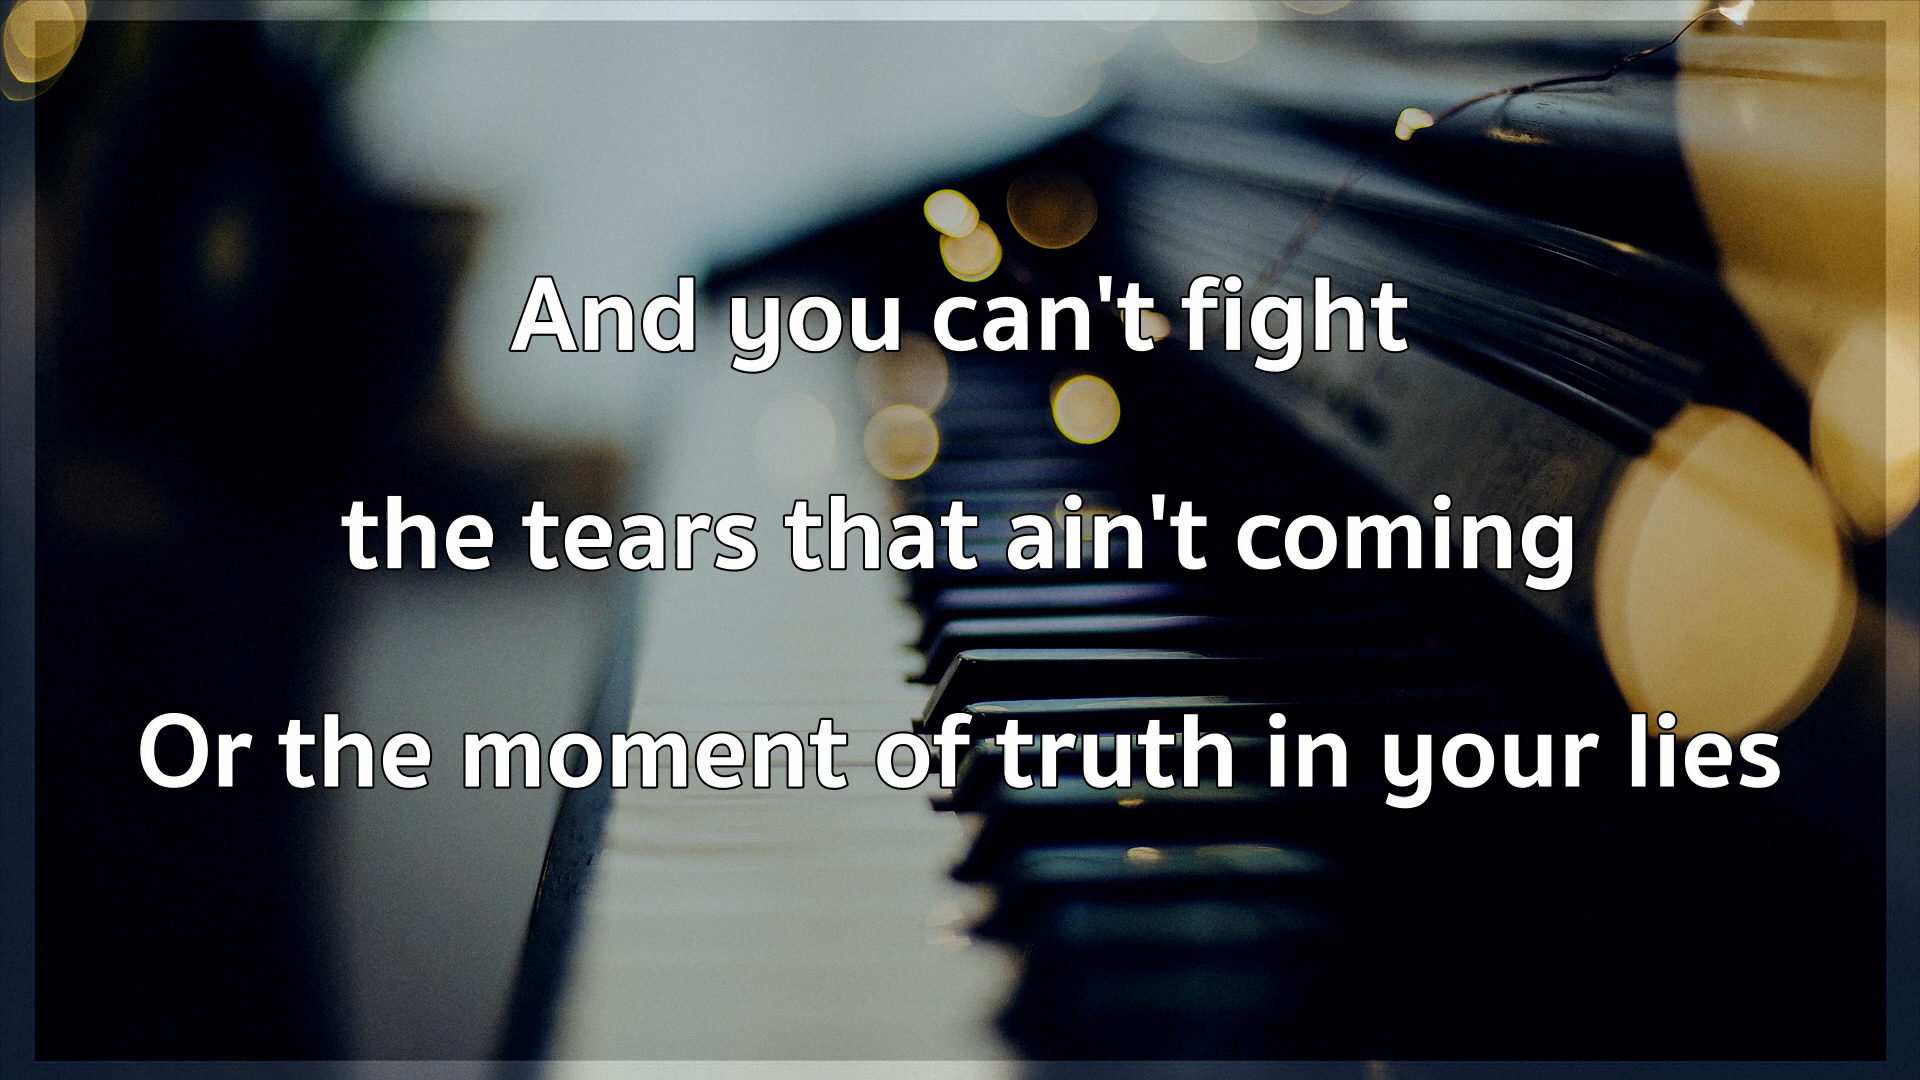 And you can't fight
the tears that ain't coming
Or the moment of truth in your lies